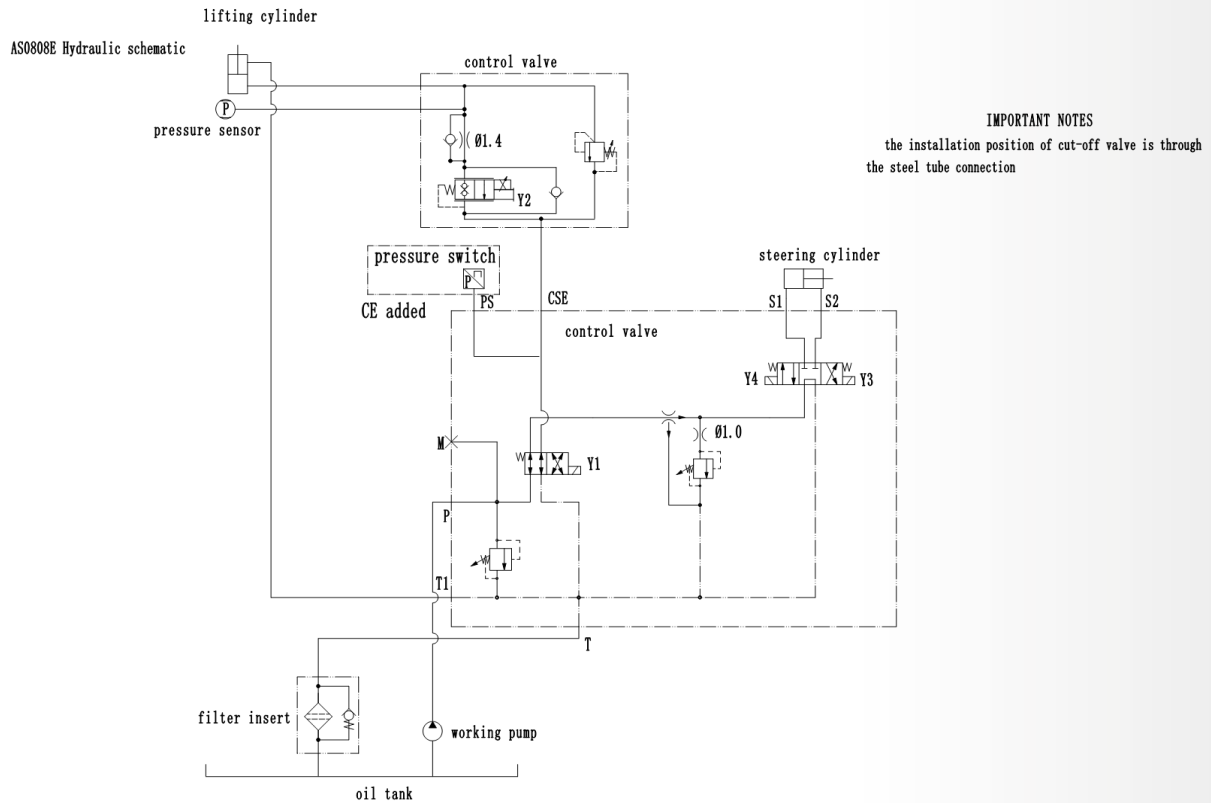 lifting cylinder
AS0808E Hydraulic schematic
control valve
P
pressure sensor
Ø1.4
Y2
IMPORTANT NOTES
the installation position of cut-off valve is through
the steel tube connection
pressure switch
P
PS
CSE
CE added
steering cylinder
S1
S2
control valve
Y4
Y3
Ø1.0
M
Y1
P
T1
T
filter insert
working pump
oil tank